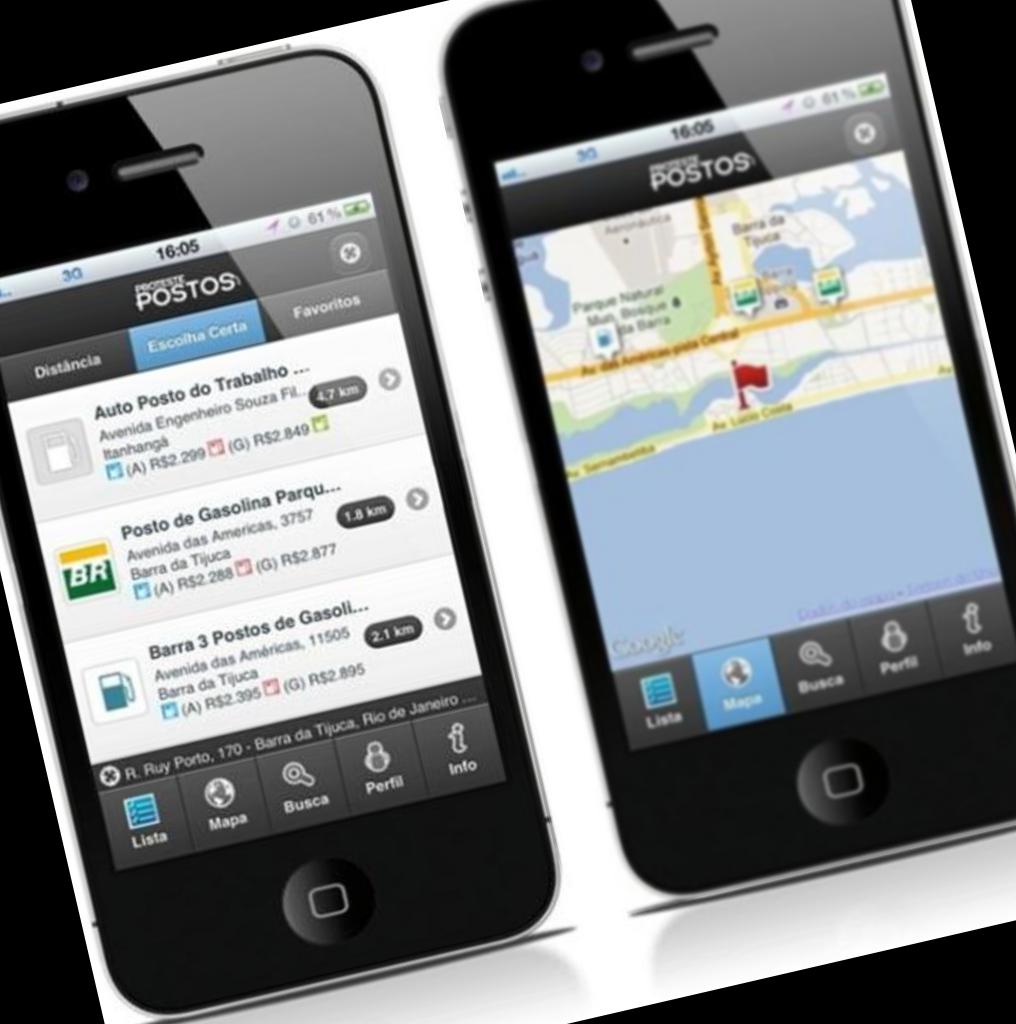 3G 16:05 61%
PROTESTE
POSTOS
Distância Escolha Certa Favoritos
Auto Posto do Trabalho ...
Avenida Engenheiro Souza Fil...
Itanhangá
4.7 km
(A) R$2.299 (G) R$2.849
Posto de Gasolina Parqu...
Avenida das Americas, 3757
Barra da Tijuca
1.8 km
(A) R$2.288 (G) R$2.877
Barra 3 Postos de Gasoli...
Avenida das Américas, 11505
Barra da Tijuca
2.1 km
(A) R$2.395 (G) R$2.895
R. Ruy Porto, 170 - Barra da Tijuca, Rio de Janeiro ...
Lista Mapa Busca Perfil Info
BR
3G 16:05 61%
PROTESTE
POSTOS
Aeronáutica
Barra da
Tijuca
Barra
Parque Natural
Mun. Bosque
da Barra
Av. das Américas-pista Central
Av. Lúcio Costa
Av. Sernambetiba
Google
Lista Mapa Busca Perfil Info